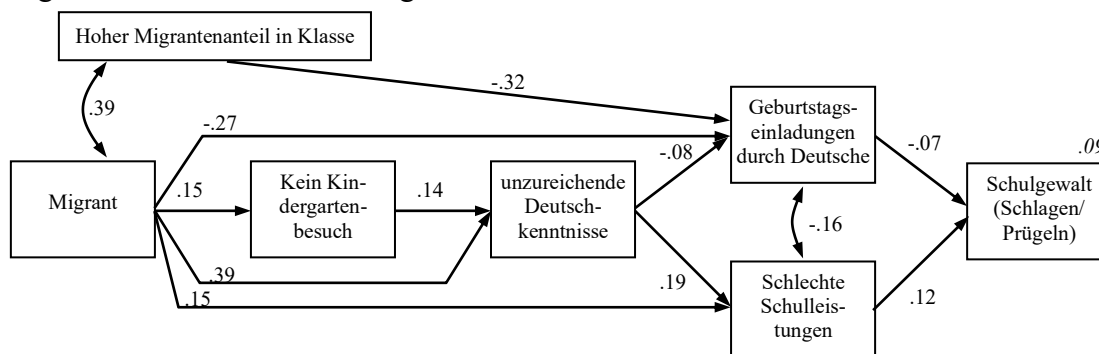 Hoher Migrantenanteil in Klasse
.39
-.32
-.27
Geburtstags-
einladungen
durch Deutsche
-.08
-.07
.09
Migrant
.15
Kein Kin-
dergarten-
besuch
.14
unzureichende
Deutsch-
kenntnisse
Schulgewalt
(Schlagen/
Prügeln)
-.16
.39
.15
.19
Schlechte
Schulleis-
tungen
.12